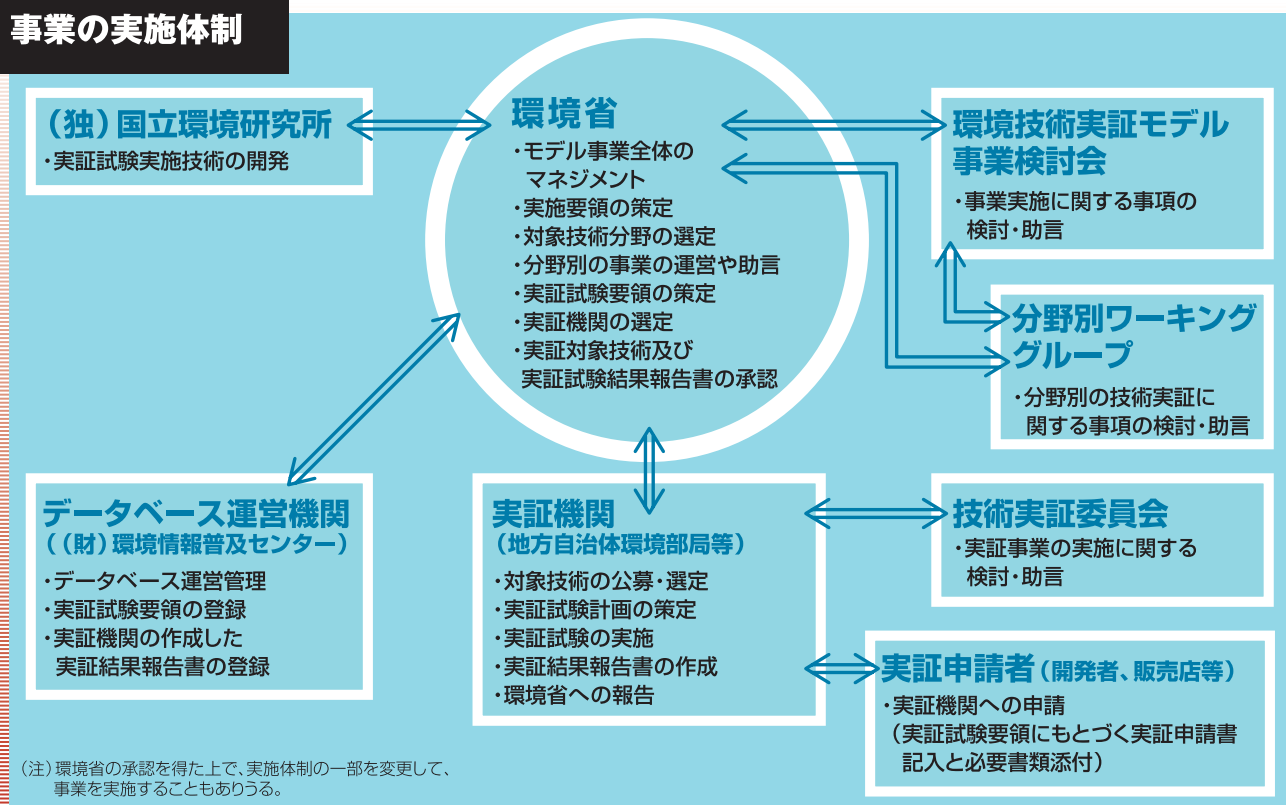 事業の実施体制
（独）国立環境研究所
・実証試験実施技術の開発
環境省
・モデル事業全体の
マネジメント
・実施要領の策定
・対象技術分野の選定
・分野別の事業の運営や助言
・実証試験要領の策定
・実証機関の選定
・実証対象技術及び
実証試験結果報告書の承認
環境技術実証モデル
事業検討会
・事業実施に関する事項の
検討・助言
分野別ワーキング
グループ
・分野別の技術実証に
関する事項の検討・助言
データベース運営機関
（（財）環境情報普及センター）
・データベース運営管理
・実証試験要領の登録
・実証機関の作成した
実証結果報告書の登録
実証機関
（地方自治体環境部局等）
・対象技術の公募・選定
・実証試験計画の策定
・実証試験の実施
・実証結果報告書の作成
・環境省への報告
技術実証委員会
・実証事業の実施に関する
検討・助言
実証申請者（開発者、販売店等）
・実証機関への申請
（実証試験要領にもとづく実証申請書
記入と必要書類添付）
（注）環境省の承認を得た上で、実施体制の一部を変更して、
事業を実施することもありうる。